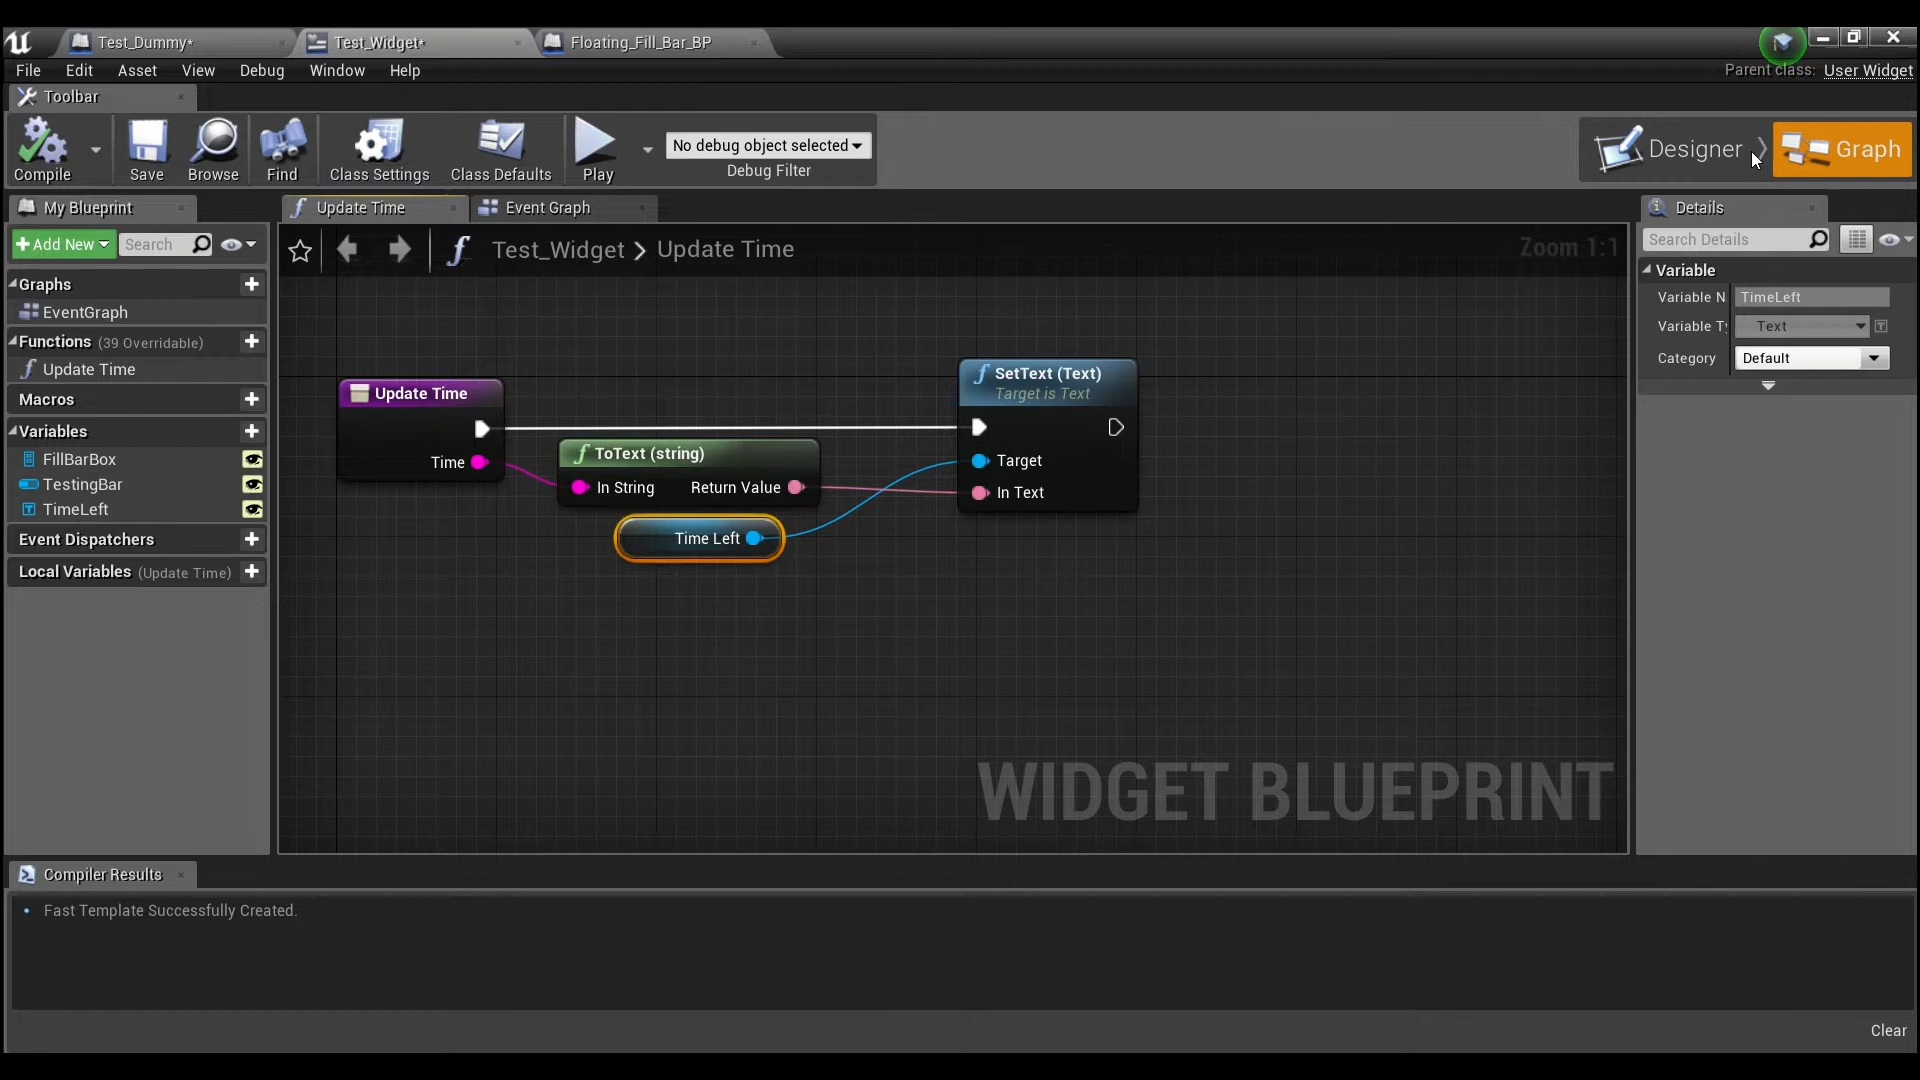 Test_Dummy*
Test_Widget*
Floating_Fill_Bar_BP
File Edit Asset View Debug Window Help
Parent class: User Widget
Toolbar
Compile
Save
Browse
Find
Class Settings
Class Defaults
Play
No debug object selected
Debug Filter
Designer
Graph
My Blueprint
Update Time
Event Graph
Details
Add New
Search
Test_Widget > Update Time
Zoom 1:1
Search Details
Graphs
EventGraph
Functions (39 Overridable)
Update Time
Macros
Variables
FillBarBox
TestingBar
TimeLeft
Event Dispatchers
Local Variables (Update Time)
Update Time
Time
ToText (string)
In String
Return Value
Time Left
SetText (Text)
Target is Text
Target
In Text
Variable
Variable N TimeLeft
Variable Ty Text
Category Default
WIDGET BLUEPRINT
Compiler Results
• Fast Template Successfully Created.
Clear